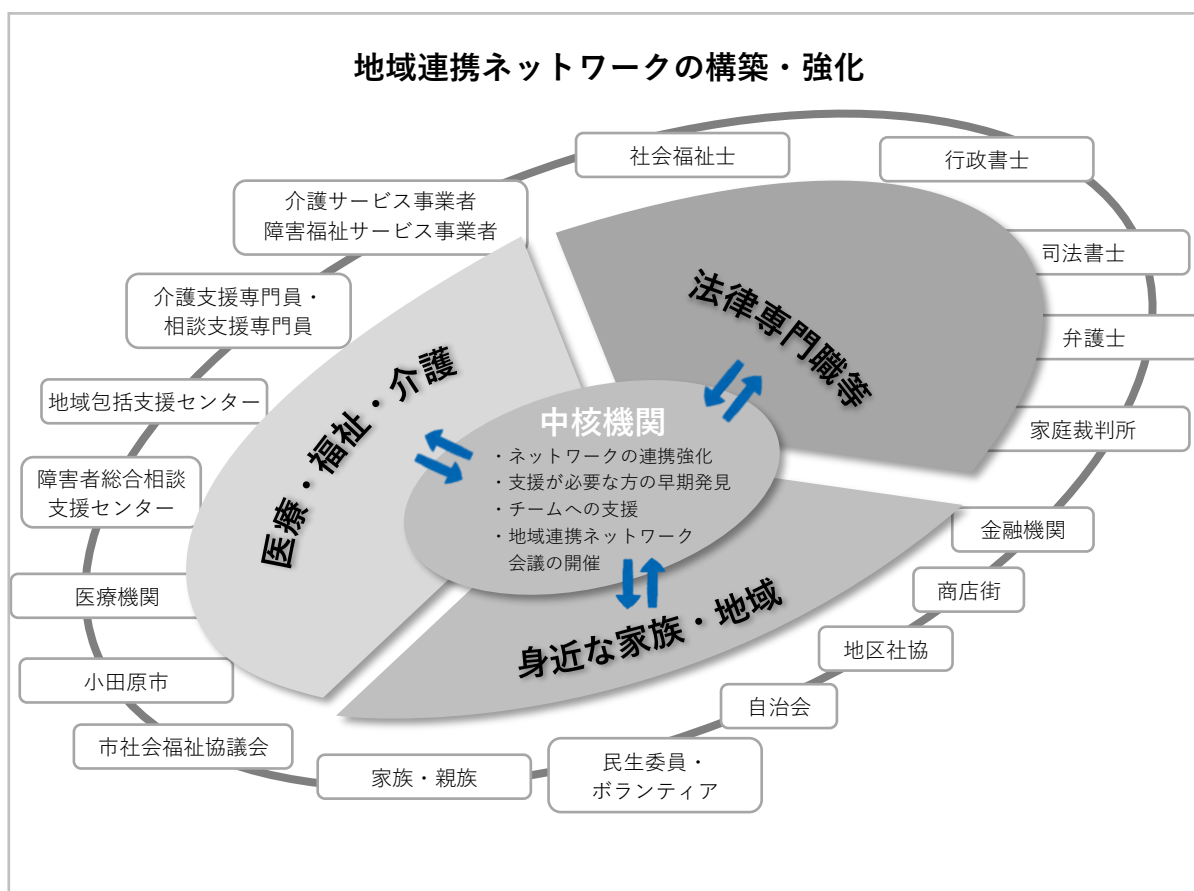 地域連携ネットワークの構築・強化
社会福祉士
行政書士
介護サービス事業者
障害福祉サービス事業者
司法書士
介護支援専門員・
相談支援専門員
法律専門職等
弁護士
医療・福祉・介護
地域包括支援センター
中核機関
・ネットワークの連携強化
・支援が必要な方の早期発見
・チームへの支援
・地域連携ネットワーク
会議の開催
家庭裁判所
障害者総合相談
支援センター
金融機関
医療機関
商店街
身近な家族・地域
地区社協
小田原市
自治会
市社会福祉協議会
家族・親族
民生委員・
ボランティア